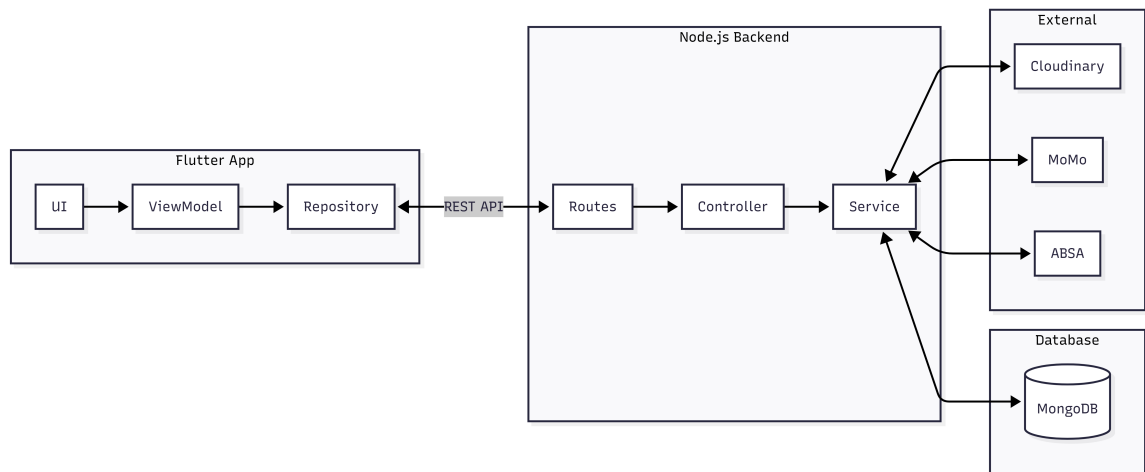 Flutter App
UI
ViewModel
Repository
REST API
Node.js Backend
Routes
Controller
Service
External
Cloudinary
MoMo
ABSA
Database
MongoDB